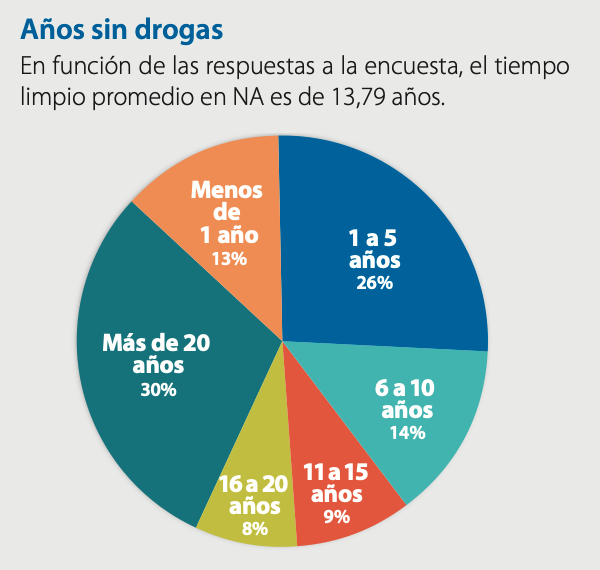 Años sin drogas
En función de las respuestas a la encuesta, el tiempo
limpio promedio en NA es de 13,79 años.
Menos
de
1 año
13%
1 a 5
años
26%
Más de 20
años
30%
6 a 10
años
14%
16 a 20
años
8%
11 a 15
años
9%